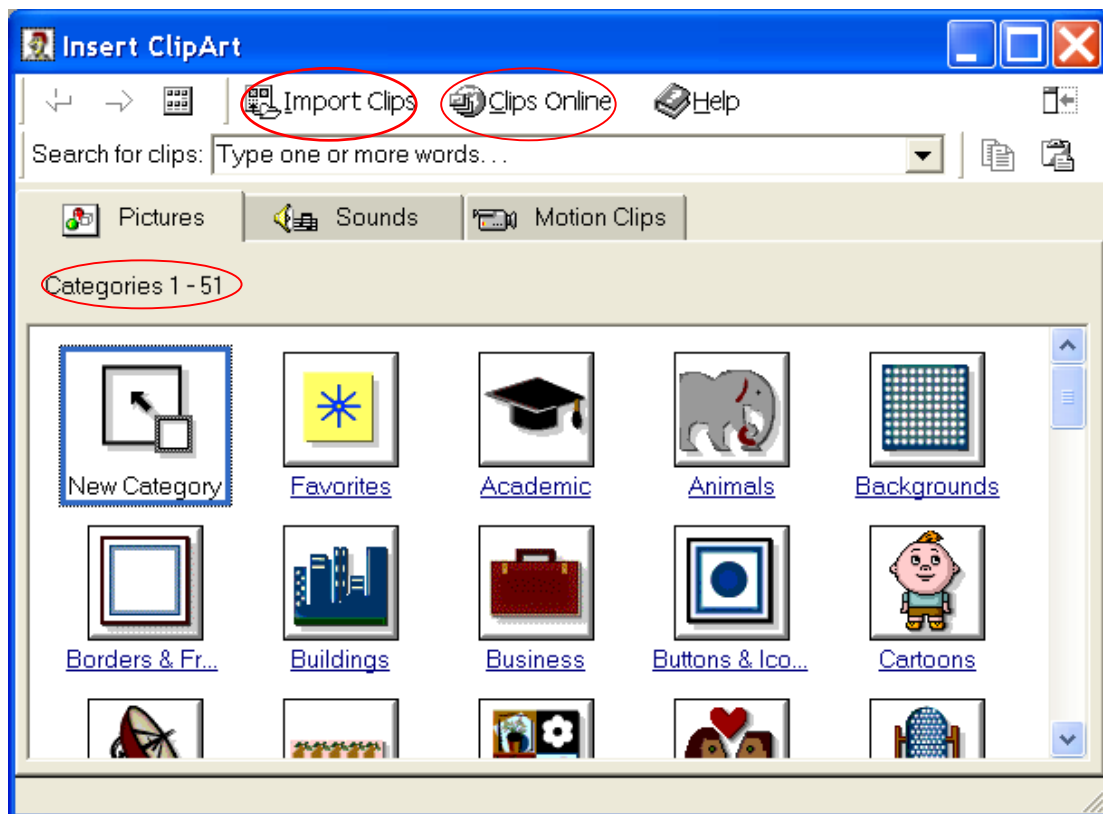 Insert ClipArt
Import Clips Clips Online Help
Search for clips: Type one or more words...
Pictures Sounds Motion Clips
Categories 1 - 51
New Category Favorites Academic Animals Backgrounds
Borders & Fr... Buildings Business Buttons & Ico... Cartoons